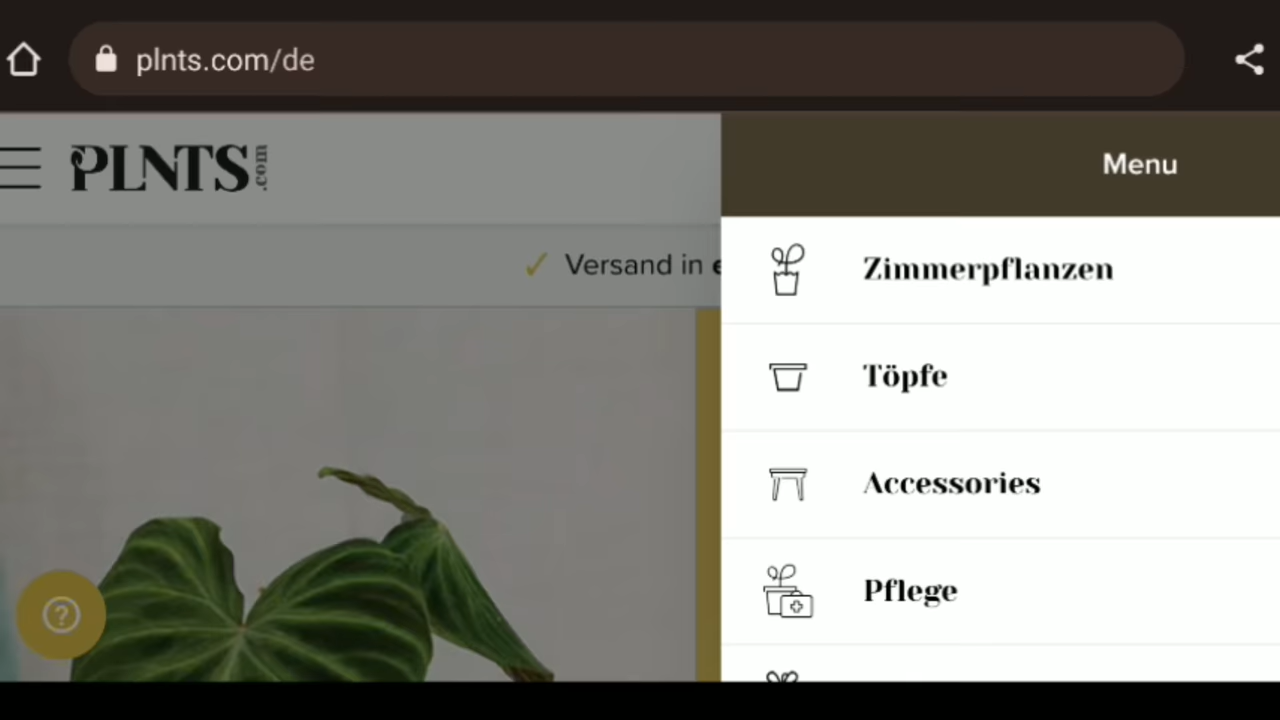 plnts.com/de
PLNTS.com
Menu
Versand in
Zimmerpflanzen
Töpfe
Accessories
Pflege